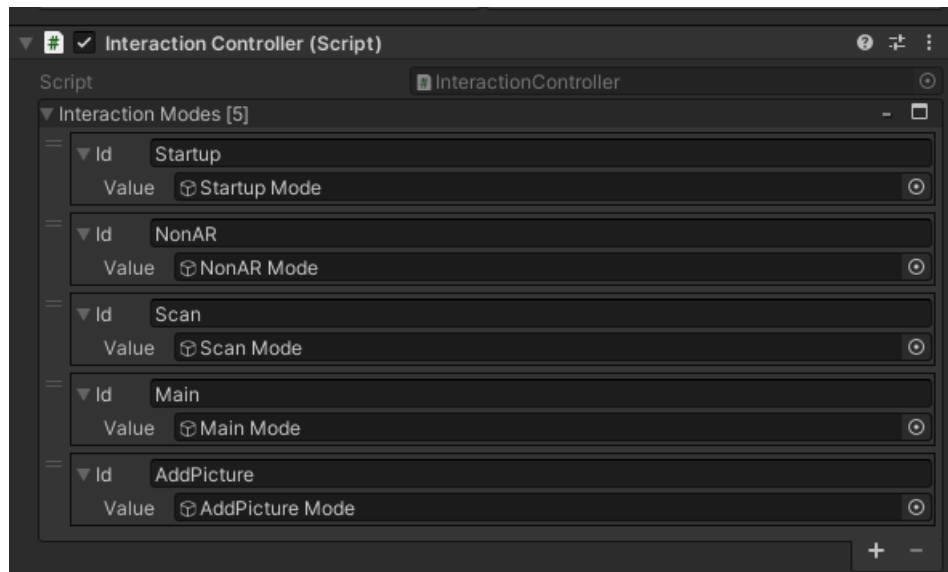 Interaction Controller (Script)
Script InteractionController
Interaction Modes [5]
Id Startup
Value Startup Mode
Id NonAR
Value NonAR Mode
Id Scan
Value Scan Mode
Id Main
Value Main Mode
Id AddPicture
Value AddPicture Mode